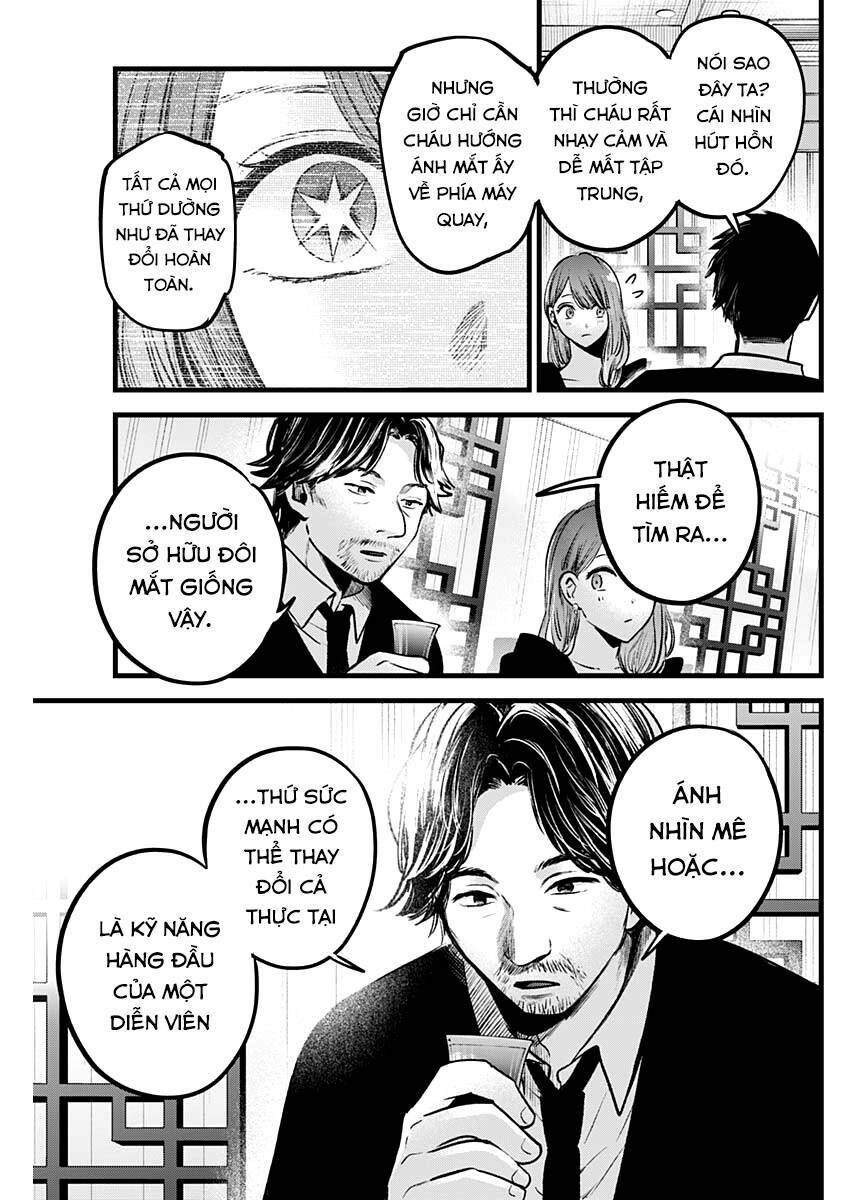 NÓI SAO
ĐÂY TA?
CÁI NHÌN
HÚT HỒN
ĐÓ.
THƯỜNG
THÌ CHÁU RẤT
NHẠY CẢM VÀ
DỄ MẤT TẬP
TRUNG,
NHƯNG
GIỜ CHỈ CẦN
CHÁU HƯỚNG
ÁNH MẮT ẤY
VỀ PHÍA MÁY
QUAY,
TẤT CẢ MỌI
THỨ DƯỜNG
NHƯ ĐÃ THAY
ĐỔI HOÀN
TOÀN.
THẬT
HIẾM ĐỂ
TÌM RA...
...NGƯỜI
SỞ HỮU ĐÔI
MẮT GIỐNG
VẬY.
ÁNH
NHÌN MÊ
HOẶC...
...THỨ SỨC
MẠNH CÓ
THỂ THAY
ĐỔI CẢ
THỰC TẠI
LÀ KỸ NĂNG
HÀNG ĐẦU
CỦA MỘT
DIỄN VIÊN